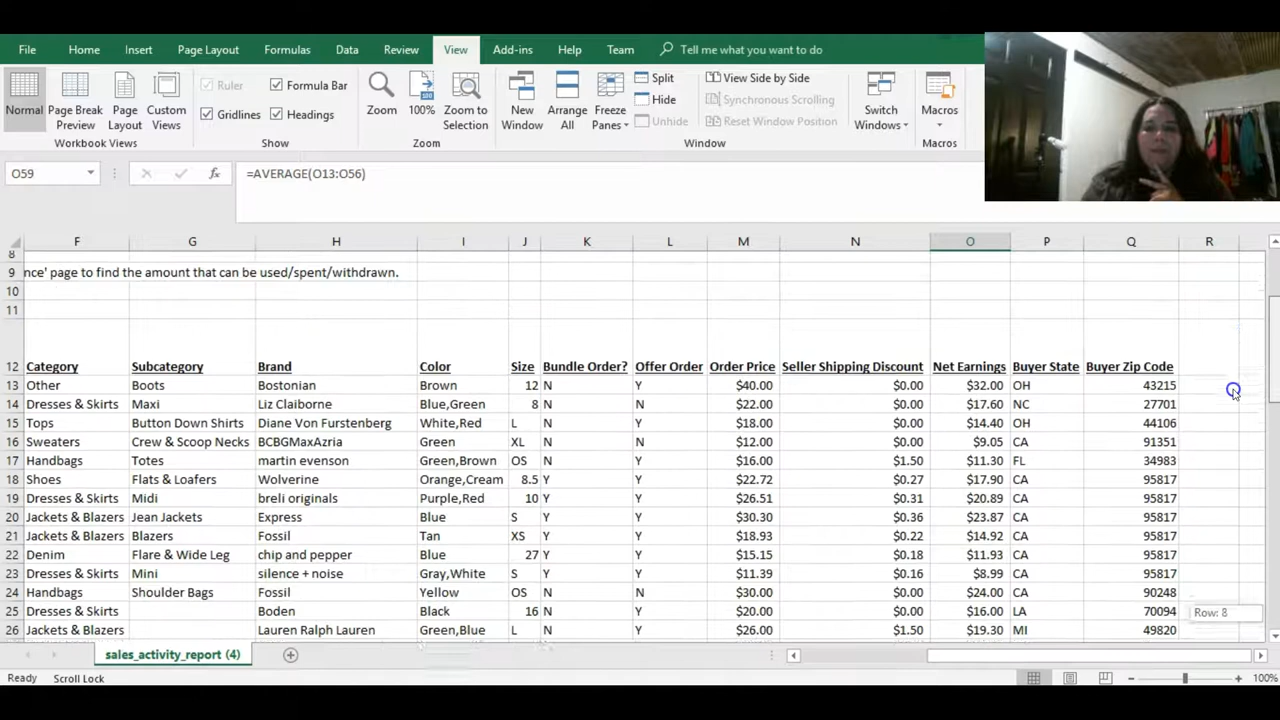 File Home Insert Page Layout Formulas Data Review View Add-ins Help Team Tell me what you want to do
Normal Page Break Preview Page Layout Custom Views
Workbook Views
Ruler Formula Bar
Gridlines Headings
Show
Zoom 100% Zoom to Selection
Zoom
New Window Arrange All Freeze Panes
Split
Hide
Unhide
View Side by Side
Synchronous Scrolling
Reset Window Position
Switch Windows
Window
Macros
Macros
O59 fx =AVERAGE(O13:O56)
F G H I J K L M N O P Q R
8
9 nce' page to find the amount that can be used/spent/withdrawn.
10
11
12 Category Subcategory Brand Color Size Bundle Order? Offer Order Order Price Seller Shipping Discount Net Earnings Buyer State Buyer Zip Code
13 Other Boots Bostonian Brown 12 N Y $40.00 $0.00 $32.00 OH 43215
14 Dresses & Skirts Maxi Liz Claiborne Blue,Green 8 N N $22.00 $0.00 $17.60 NC 27701
15 Tops Button Down Shirts Diane Von Furstenberg White,Red L N Y $18.00 $0.00 $14.40 OH 44106
16 Sweaters Crew & Scoop Necks BCBGMaxAzria Green XL N N $12.00 $0.00 $9.05 CA 91351
17 Handbags Totes martin evenson Green,Brown OS N Y $16.00 $1.50 $11.30 FL 34983
18 Shoes Flats & Loafers Wolverine Orange,Cream 8.5 Y Y $22.72 $0.27 $17.90 CA 95817
19 Dresses & Skirts Midi breli originals Purple,Red 10 Y Y $26.51 $0.31 $20.89 CA 95817
20 Jackets & Blazers Jean Jackets Express Blue S Y Y $30.30 $0.36 $23.87 CA 95817
21 Jackets & Blazers Blazers Fossil Tan XS Y Y $18.93 $0.22 $14.92 CA 95817
22 Denim Flare & Wide Leg chip and pepper Blue 27 Y Y $15.15 $0.18 $11.93 CA 95817
23 Dresses & Skirts Mini silence + noise Gray,White S Y Y $11.39 $0.16 $8.99 CA 95817
24 Handbags Shoulder Bags Fossil Yellow OS N N $30.00 $0.00 $24.00 CA 90248
25 Dresses & Skirts Boden Black 16 N Y $20.00 $0.00 $16.00 LA 70094
26 Jackets & Blazers Lauren Ralph Lauren Green,Blue L N Y $26.00 $1.50 $19.30 MI 49820
Row: 8
sales_activity_report (4)
Ready Scroll Lock 100%